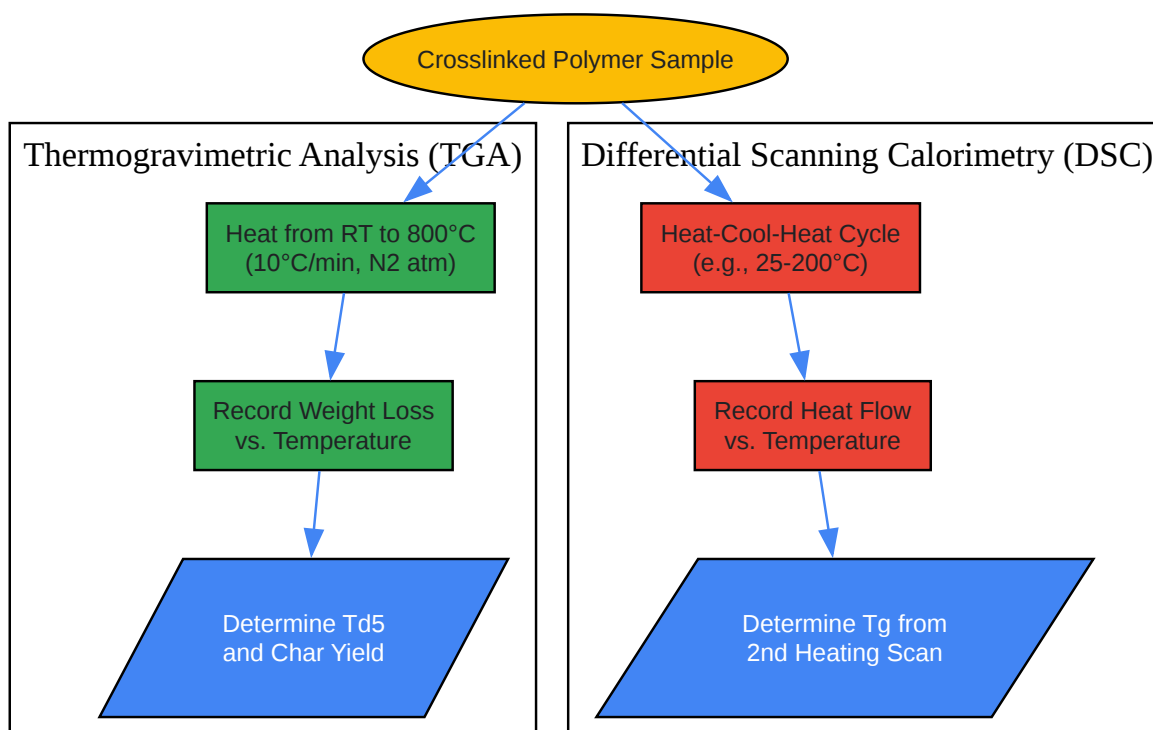 Crosslinked Polymer Sample
Thermogravimetric Analysis (TGA)
Heat from RT to 800°C
(10°C/min, N2 atm)
Record Weight Loss
vs. Temperature
Determine Td5
and Char Yield
Differential Scanning Calorimetry (DSC)
Heat-Cool-Heat Cycle
(e.g., 25-200°C)
Record Heat Flow
vs. Temperature
Determine Tg from
2nd Heating Scan